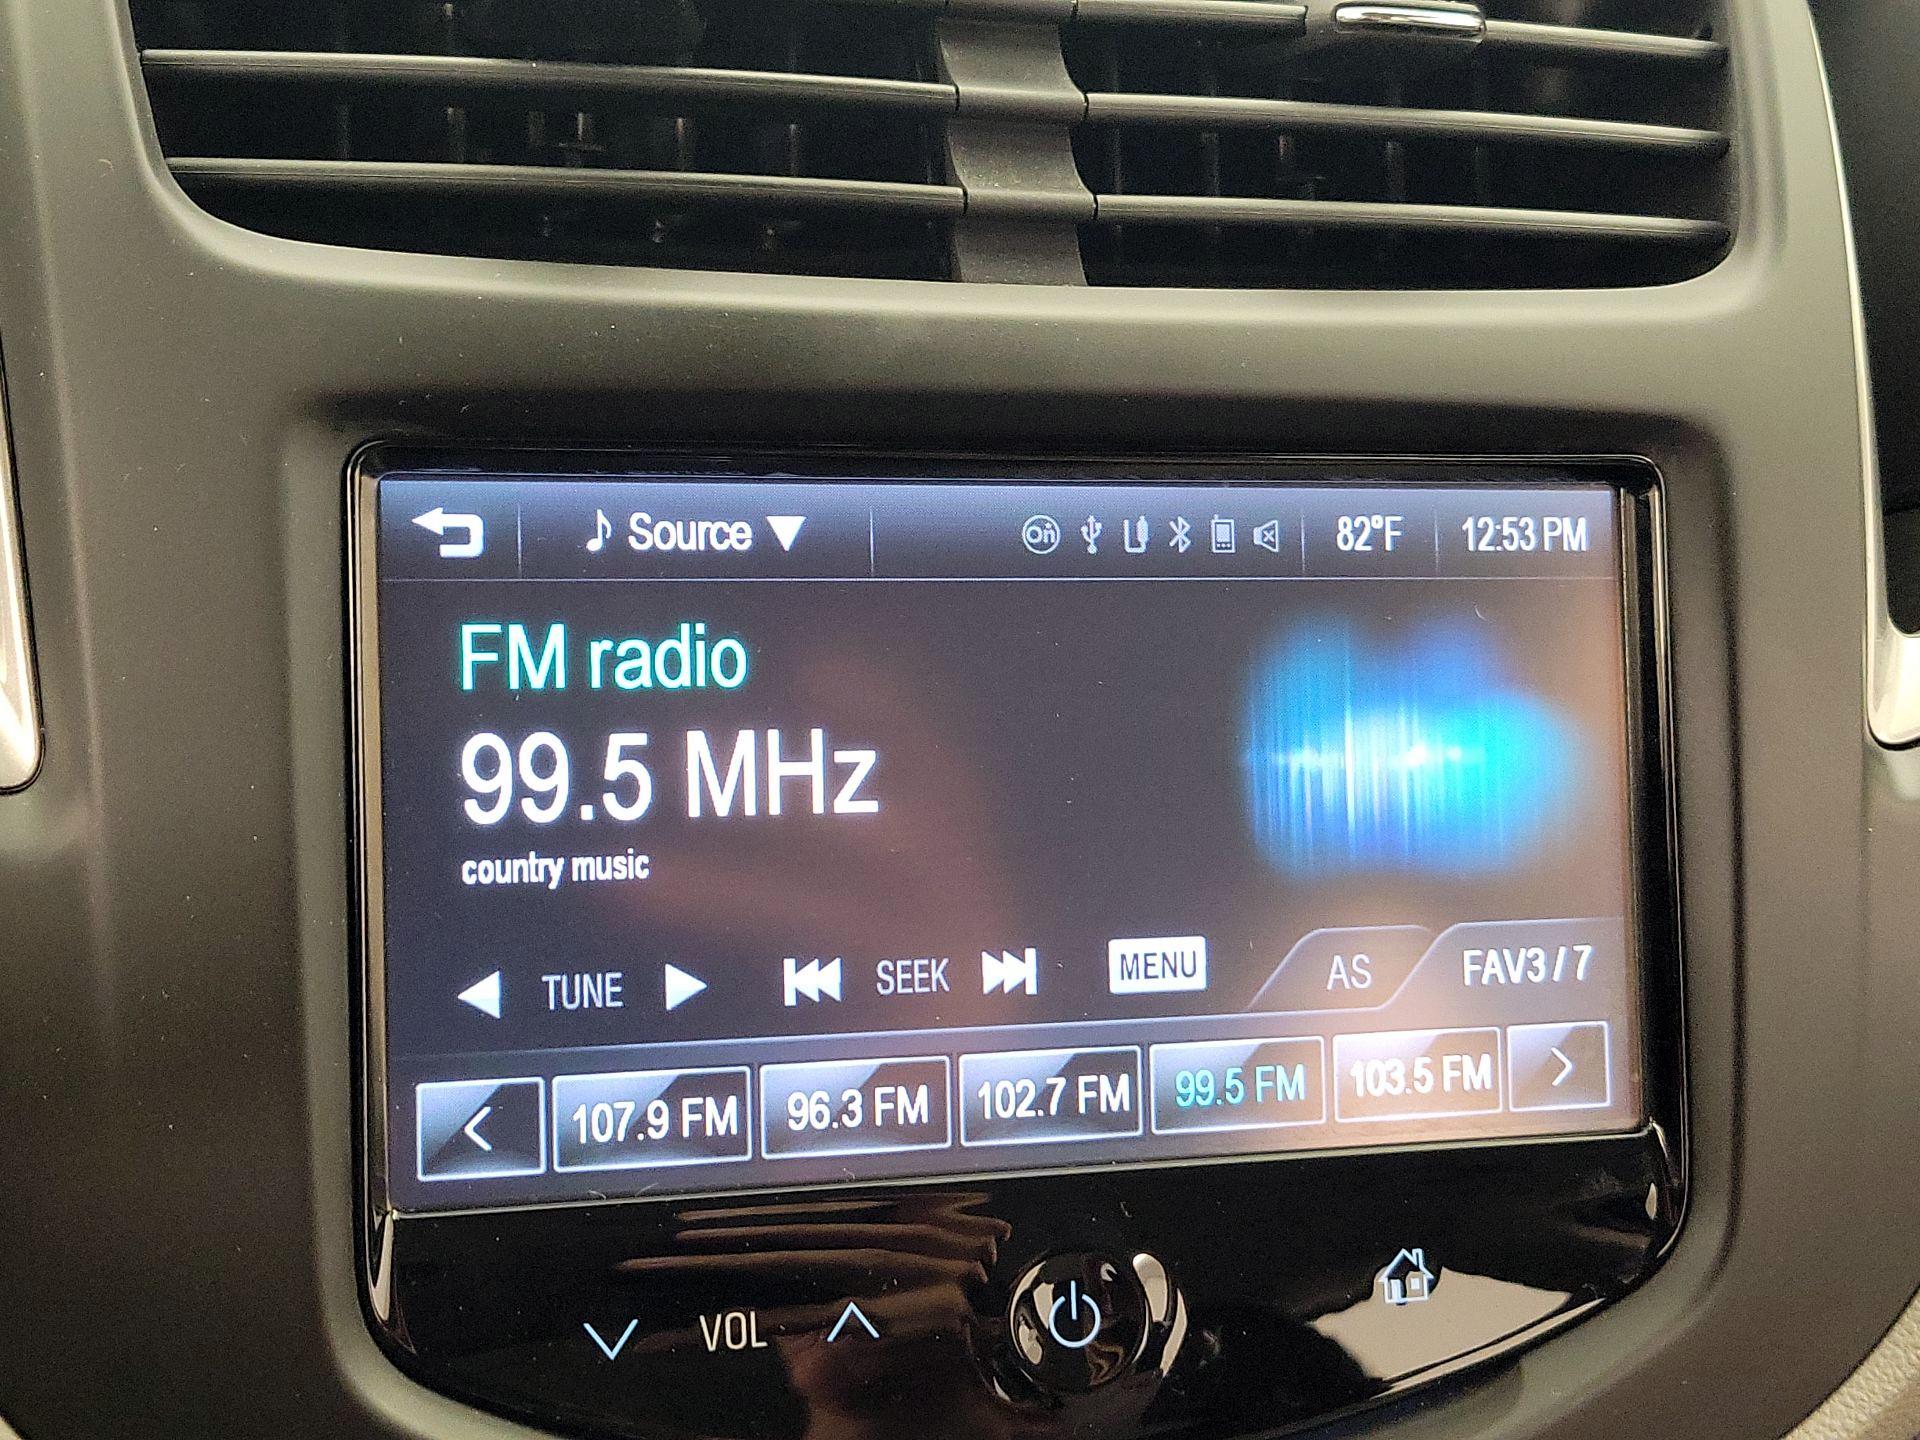 Source
On 82°F 12:53 PM
FM radio
99.5 MHz
country music
TUNE SEEK MENU AS FAV3 / 7
< 107.9 FM 96.3 FM 102.7 FM 99.5 FM 103.5 FM >
VOL